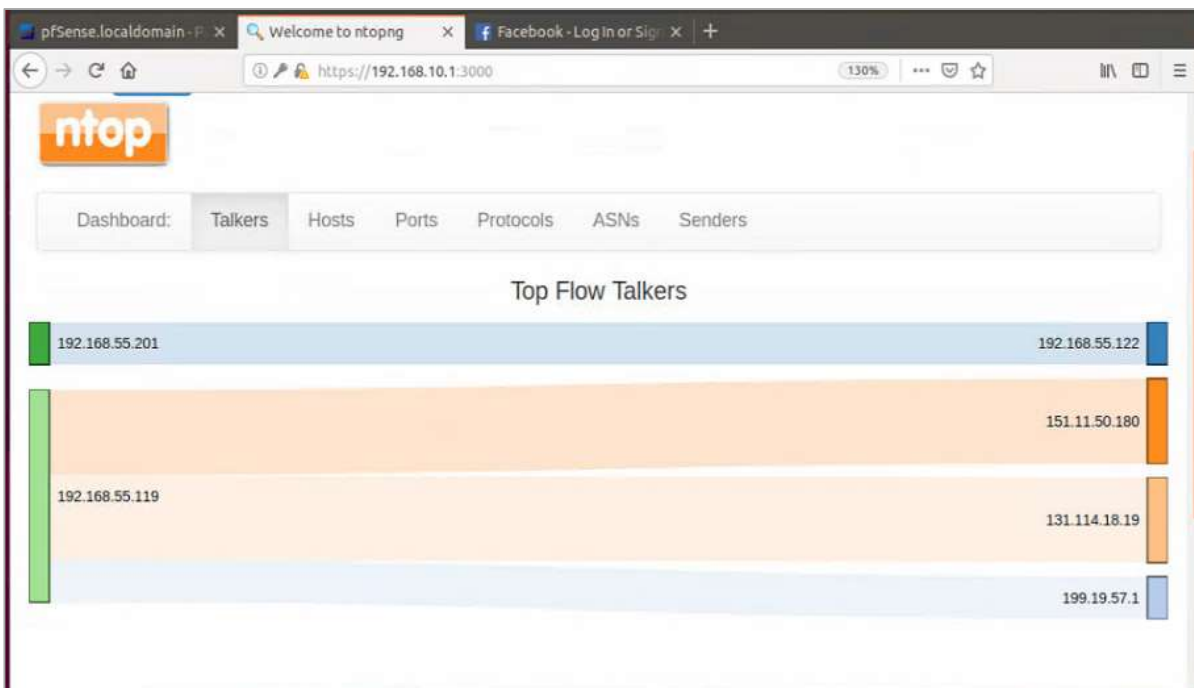 pfSense.localdomain - P
Welcome to ntopng
Facebook - Log In or Sign
https://192.168.10.1:3000
130%
ntop
Dashboard: Talkers Hosts Ports Protocols ASNs Senders
Top Flow Talkers
192.168.55.201 192.168.55.122
151.11.50.180
192.168.55.119
131.114.18.19
199.19.57.1